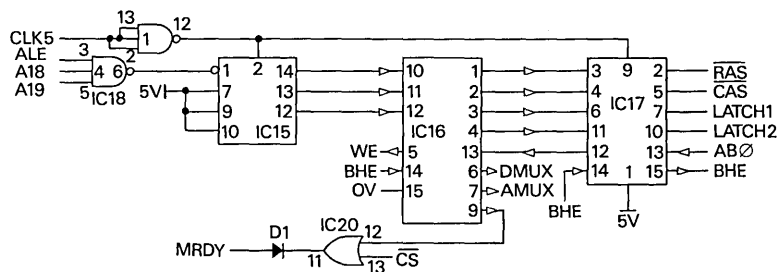 13
12
CLK5
1
ALE
3
2
2
14
10
1
3
9
2
RAS
A18
4
6
1
13
11
2
4
5
CAS
A19
5
IC18
5V
7
12
12
3
6
IC17
7
LATCH1
9
IC15
IC16
4
11
10
LATCH2
10
WE
5
13
12
13
ABØ
BHE
14
6
DMUX
14
1
15
BHE
0V
15
7
AMUX
BHE
9
5V
IC20
D1
12
MRDY
11
13
CS